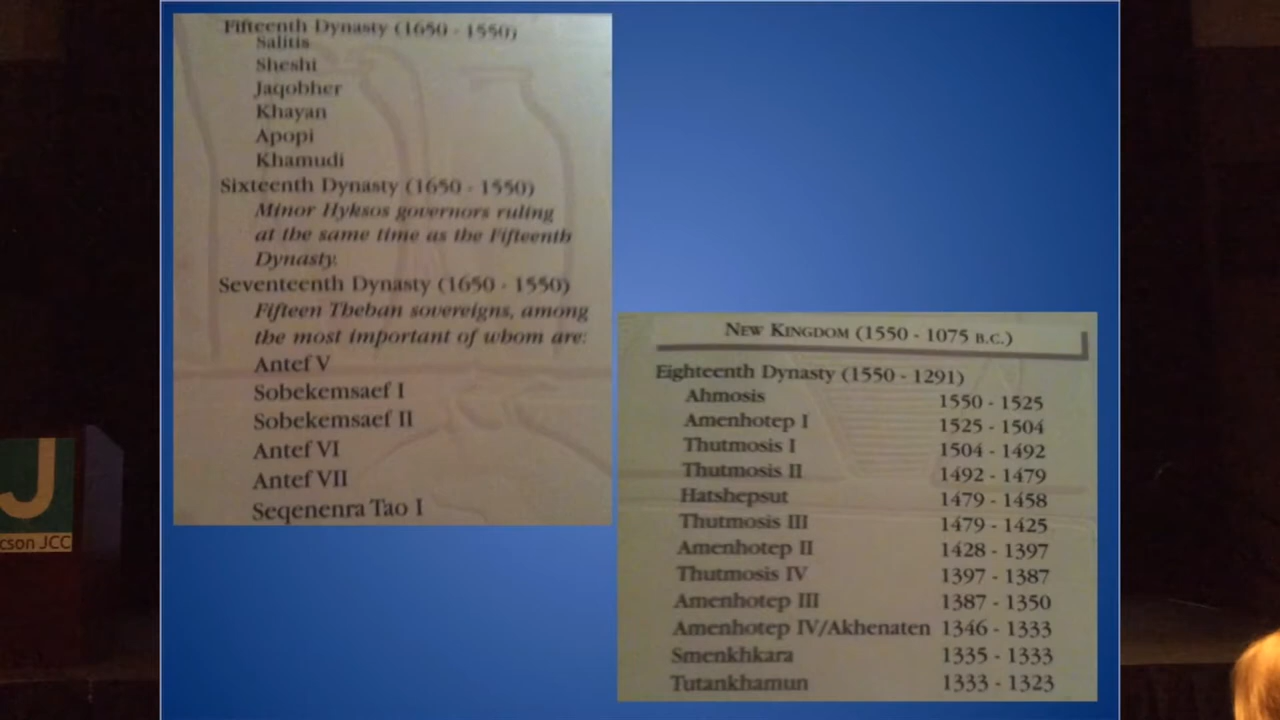 Fifteenth Dynasty (1650 - 1550)
Salitis
Sheshi
Jaqobher
Khayan
Apopi
Khamudi
Sixteenth Dynasty (1650 - 1550)
Minor Hyksos governors ruling
at the same time as the Fifteenth
Dynasty.
Seventeenth Dynasty (1650 - 1550)
Fifteen Theban sovereigns, among
the most important of whom are:
Antef V
Sobekemsaef I
Sobekemsaef II
Antef VI
Antef VII
Seqenenra Tao I
NEW KINGDOM (1550 - 1075 B.C.)
Eighteenth Dynasty (1550 - 1291)
Ahmosis 1550 - 1525
Amenhotep I 1525 - 1504
Thutmosis I 1504 - 1492
Thutmosis II 1492 - 1479
Hatshepsut 1479 - 1458
Thutmosis III 1479 - 1425
Amenhotep II 1428 - 1397
Thutmosis IV 1397 - 1387
Amenhotep III 1387 - 1350
Amenhotep IV/Akhenaten 1346 - 1333
Smenkhkara 1335 - 1333
Tutankhamun 1333 - 1323
J
cson JCC